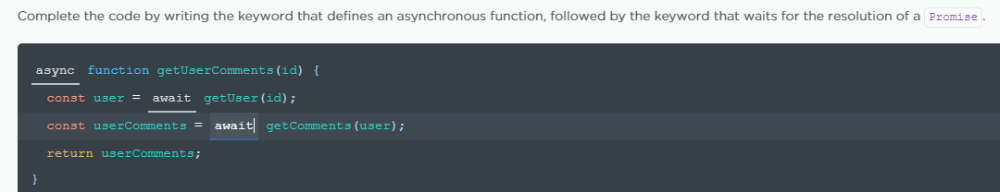 Complete the code by writing the keyword that defines an asynchronous function, followed by the keyword that waits for the resolution of a Promise.
async function getUserComments(id) {
const user = await getUser(id);
const userComments = await getComments(user);
return userComments;
}